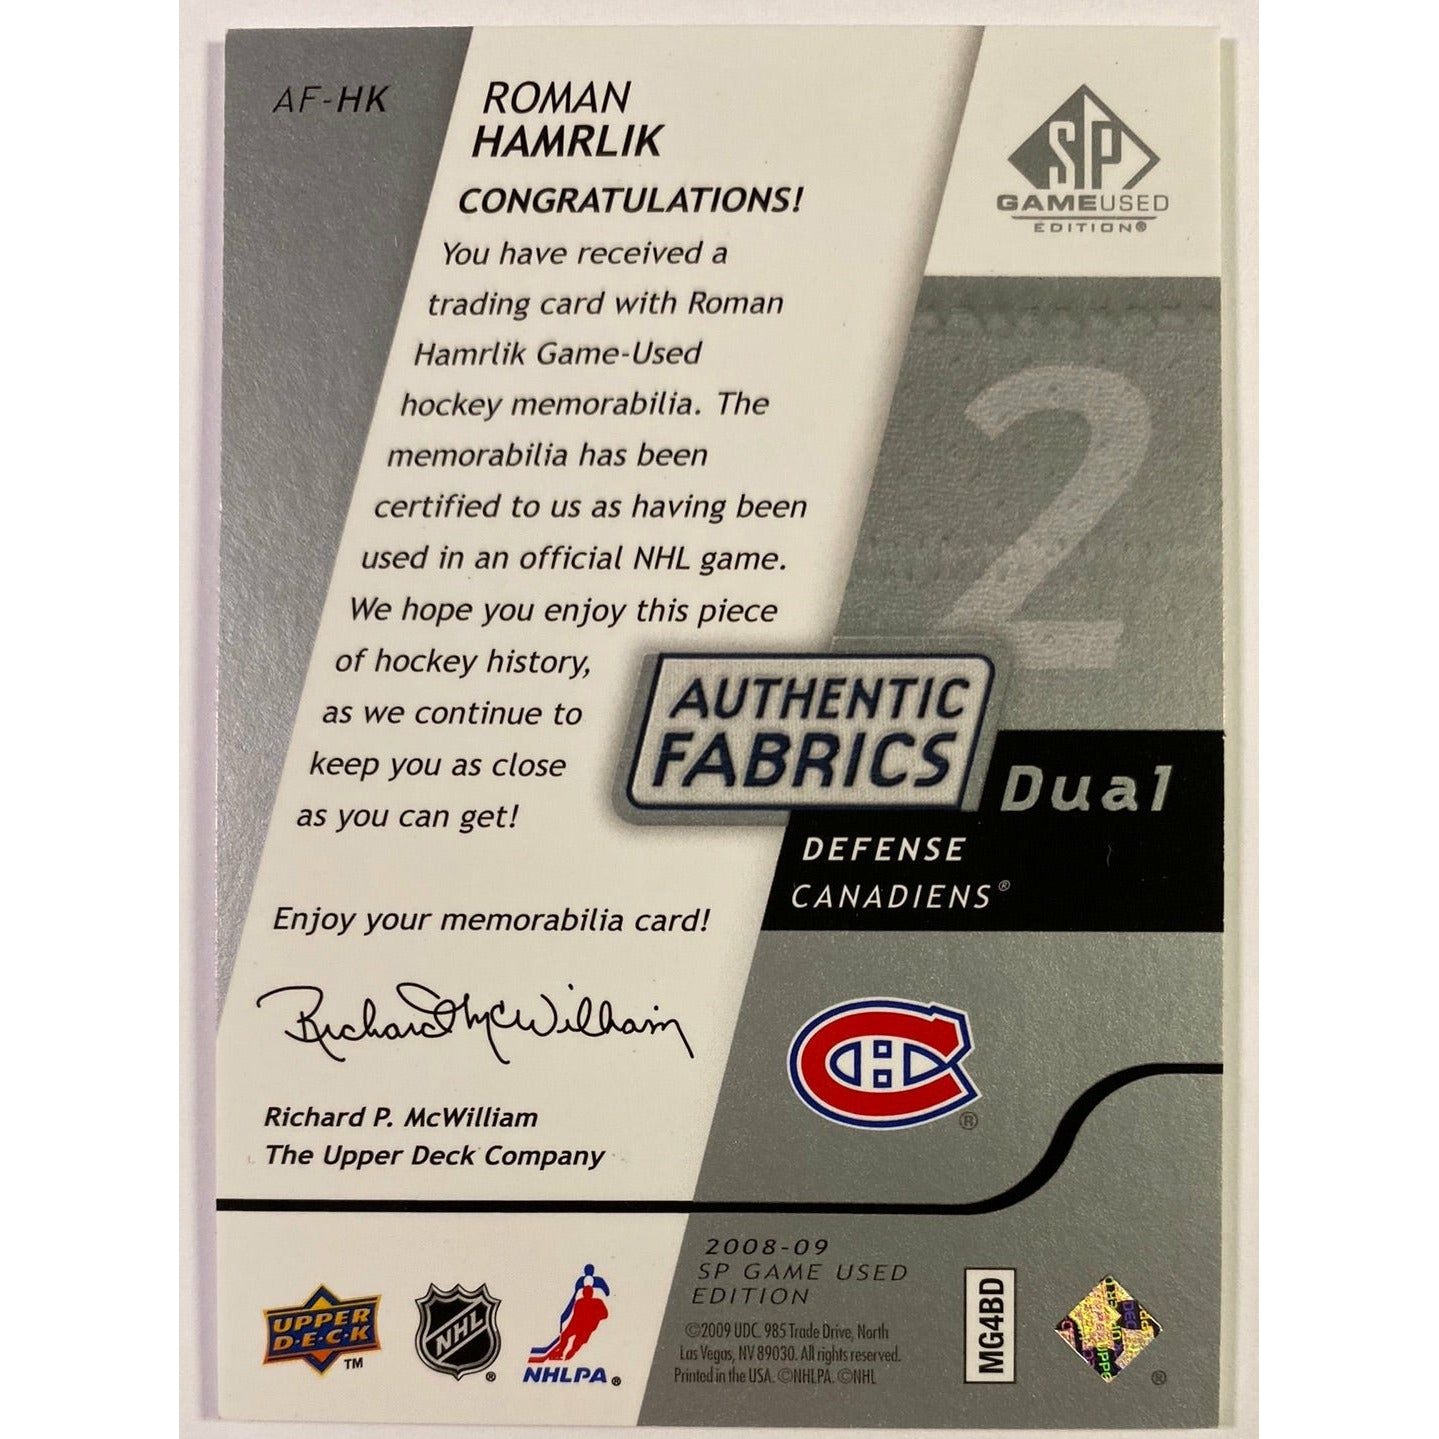 AF-HK
ROMAN
HAMRLIK
CONGRATULATIONS!
You have received a
trading card with Roman
Hamrlik Game-Used
hockey memorabilia. The
memorabilia has been
certified to us as having been
used in an official NHL game.
We hope you enjoy this piece
of hockey history,
as we continue to
keep you as close
as you can get!
Enjoy your memorabilia card!
Richard McWilliam
Richard P. McWilliam
The Upper Deck Company
SP
GAMEUSED
EDITION®
2
AUTHENTIC
FABRICS
Dual
DEFENSE
CANADIENS®
CH
®
UPPER
D·E·C·K
TM
NHL
®
NHLPA®
2008-09
SP GAME USED
EDITION
©2009 UDC. 985 Trade Drive, North
Las Vegas, NV 89030. All rights reserved.
Printed in the USA. ©NHLPA. ©NHL
MG4BD
®